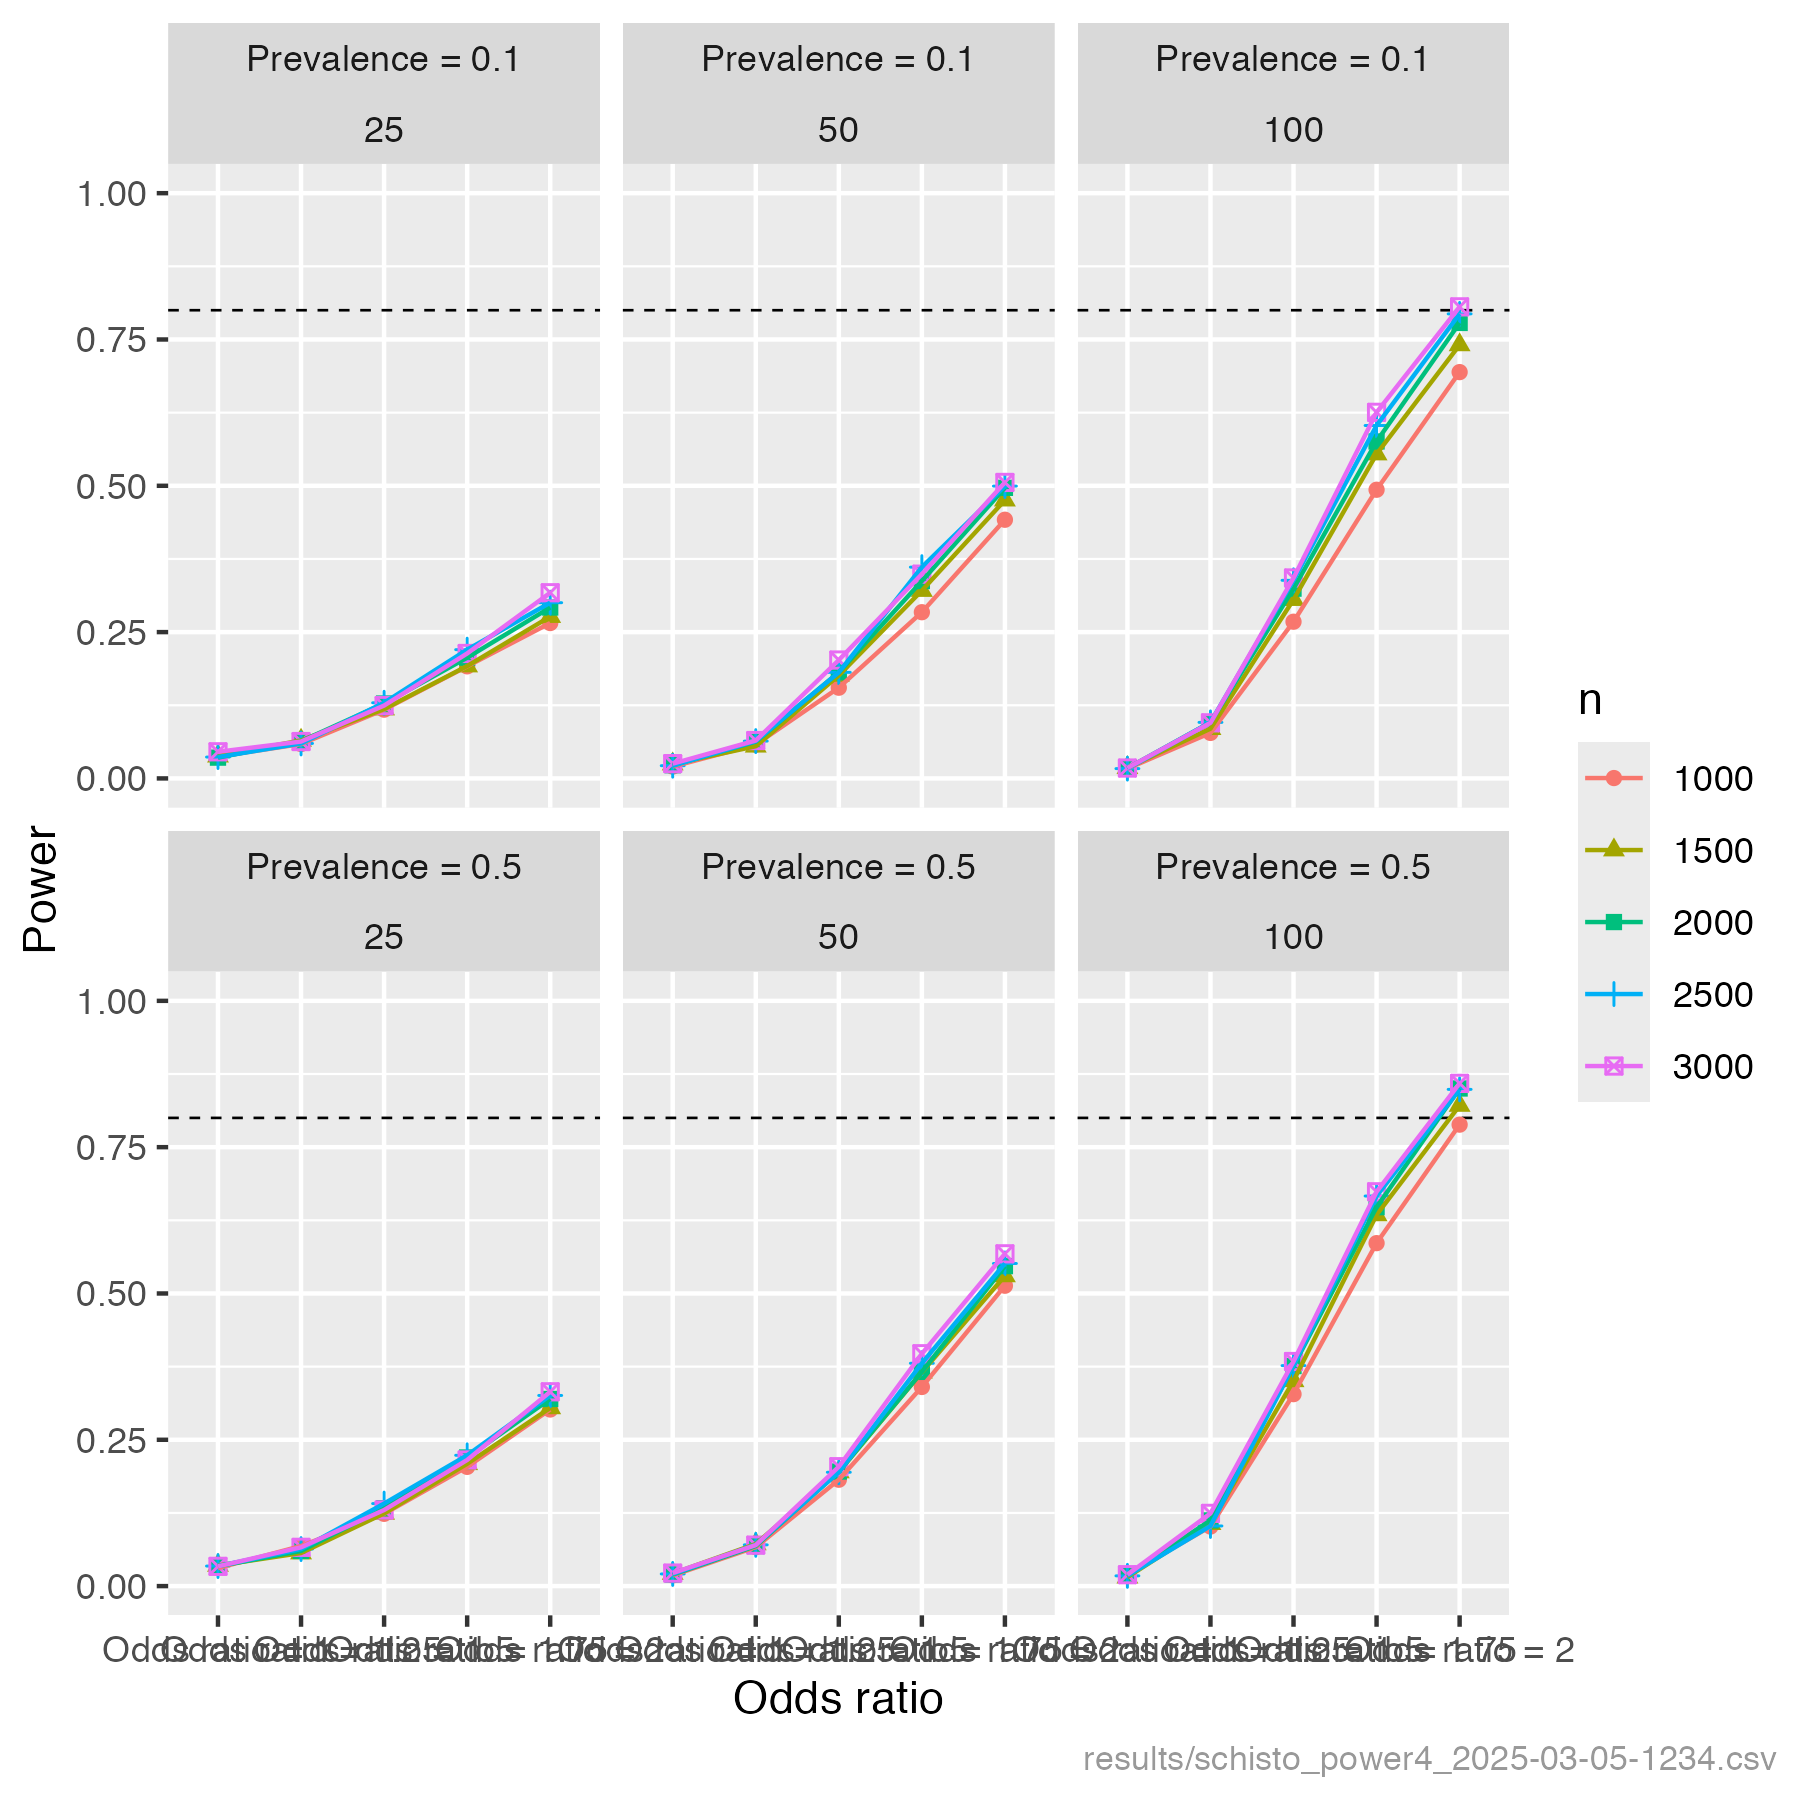 Prevalence = 0.1
25
Prevalence = 0.1
50
Prevalence = 0.1
100
1.00
0.75
0.50
0.25
0.00
Prevalence = 0.5
25
Prevalence = 0.5
50
Prevalence = 0.5
100
1.00
0.75
0.50
0.25
0.00
Power
Odds ratio
n
1000
1500
2000
2500
3000
results/schisto_power4_2025-03-05-1234.csv